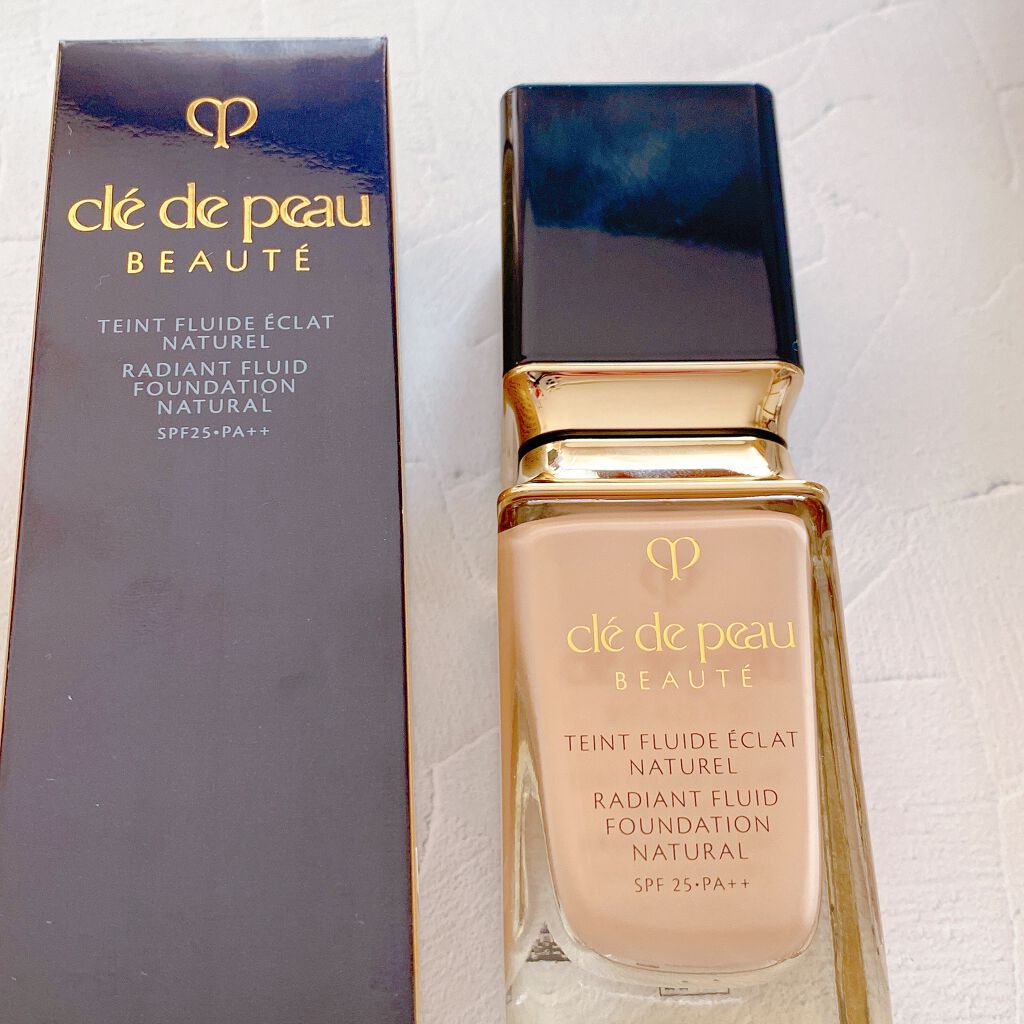 clé de peau
BEAUTÉ
TEINT FLUIDE ÉCLAT
NATUREL
RADIANT FLUID
FOUNDATION
NATURAL
SPF25•PA++
clé de peau
BEAUTÉ
TEINT FLUIDE ÉCLAT
NATUREL
RADIANT FLUID
FOUNDATION
NATURAL
SPF 25•PA++